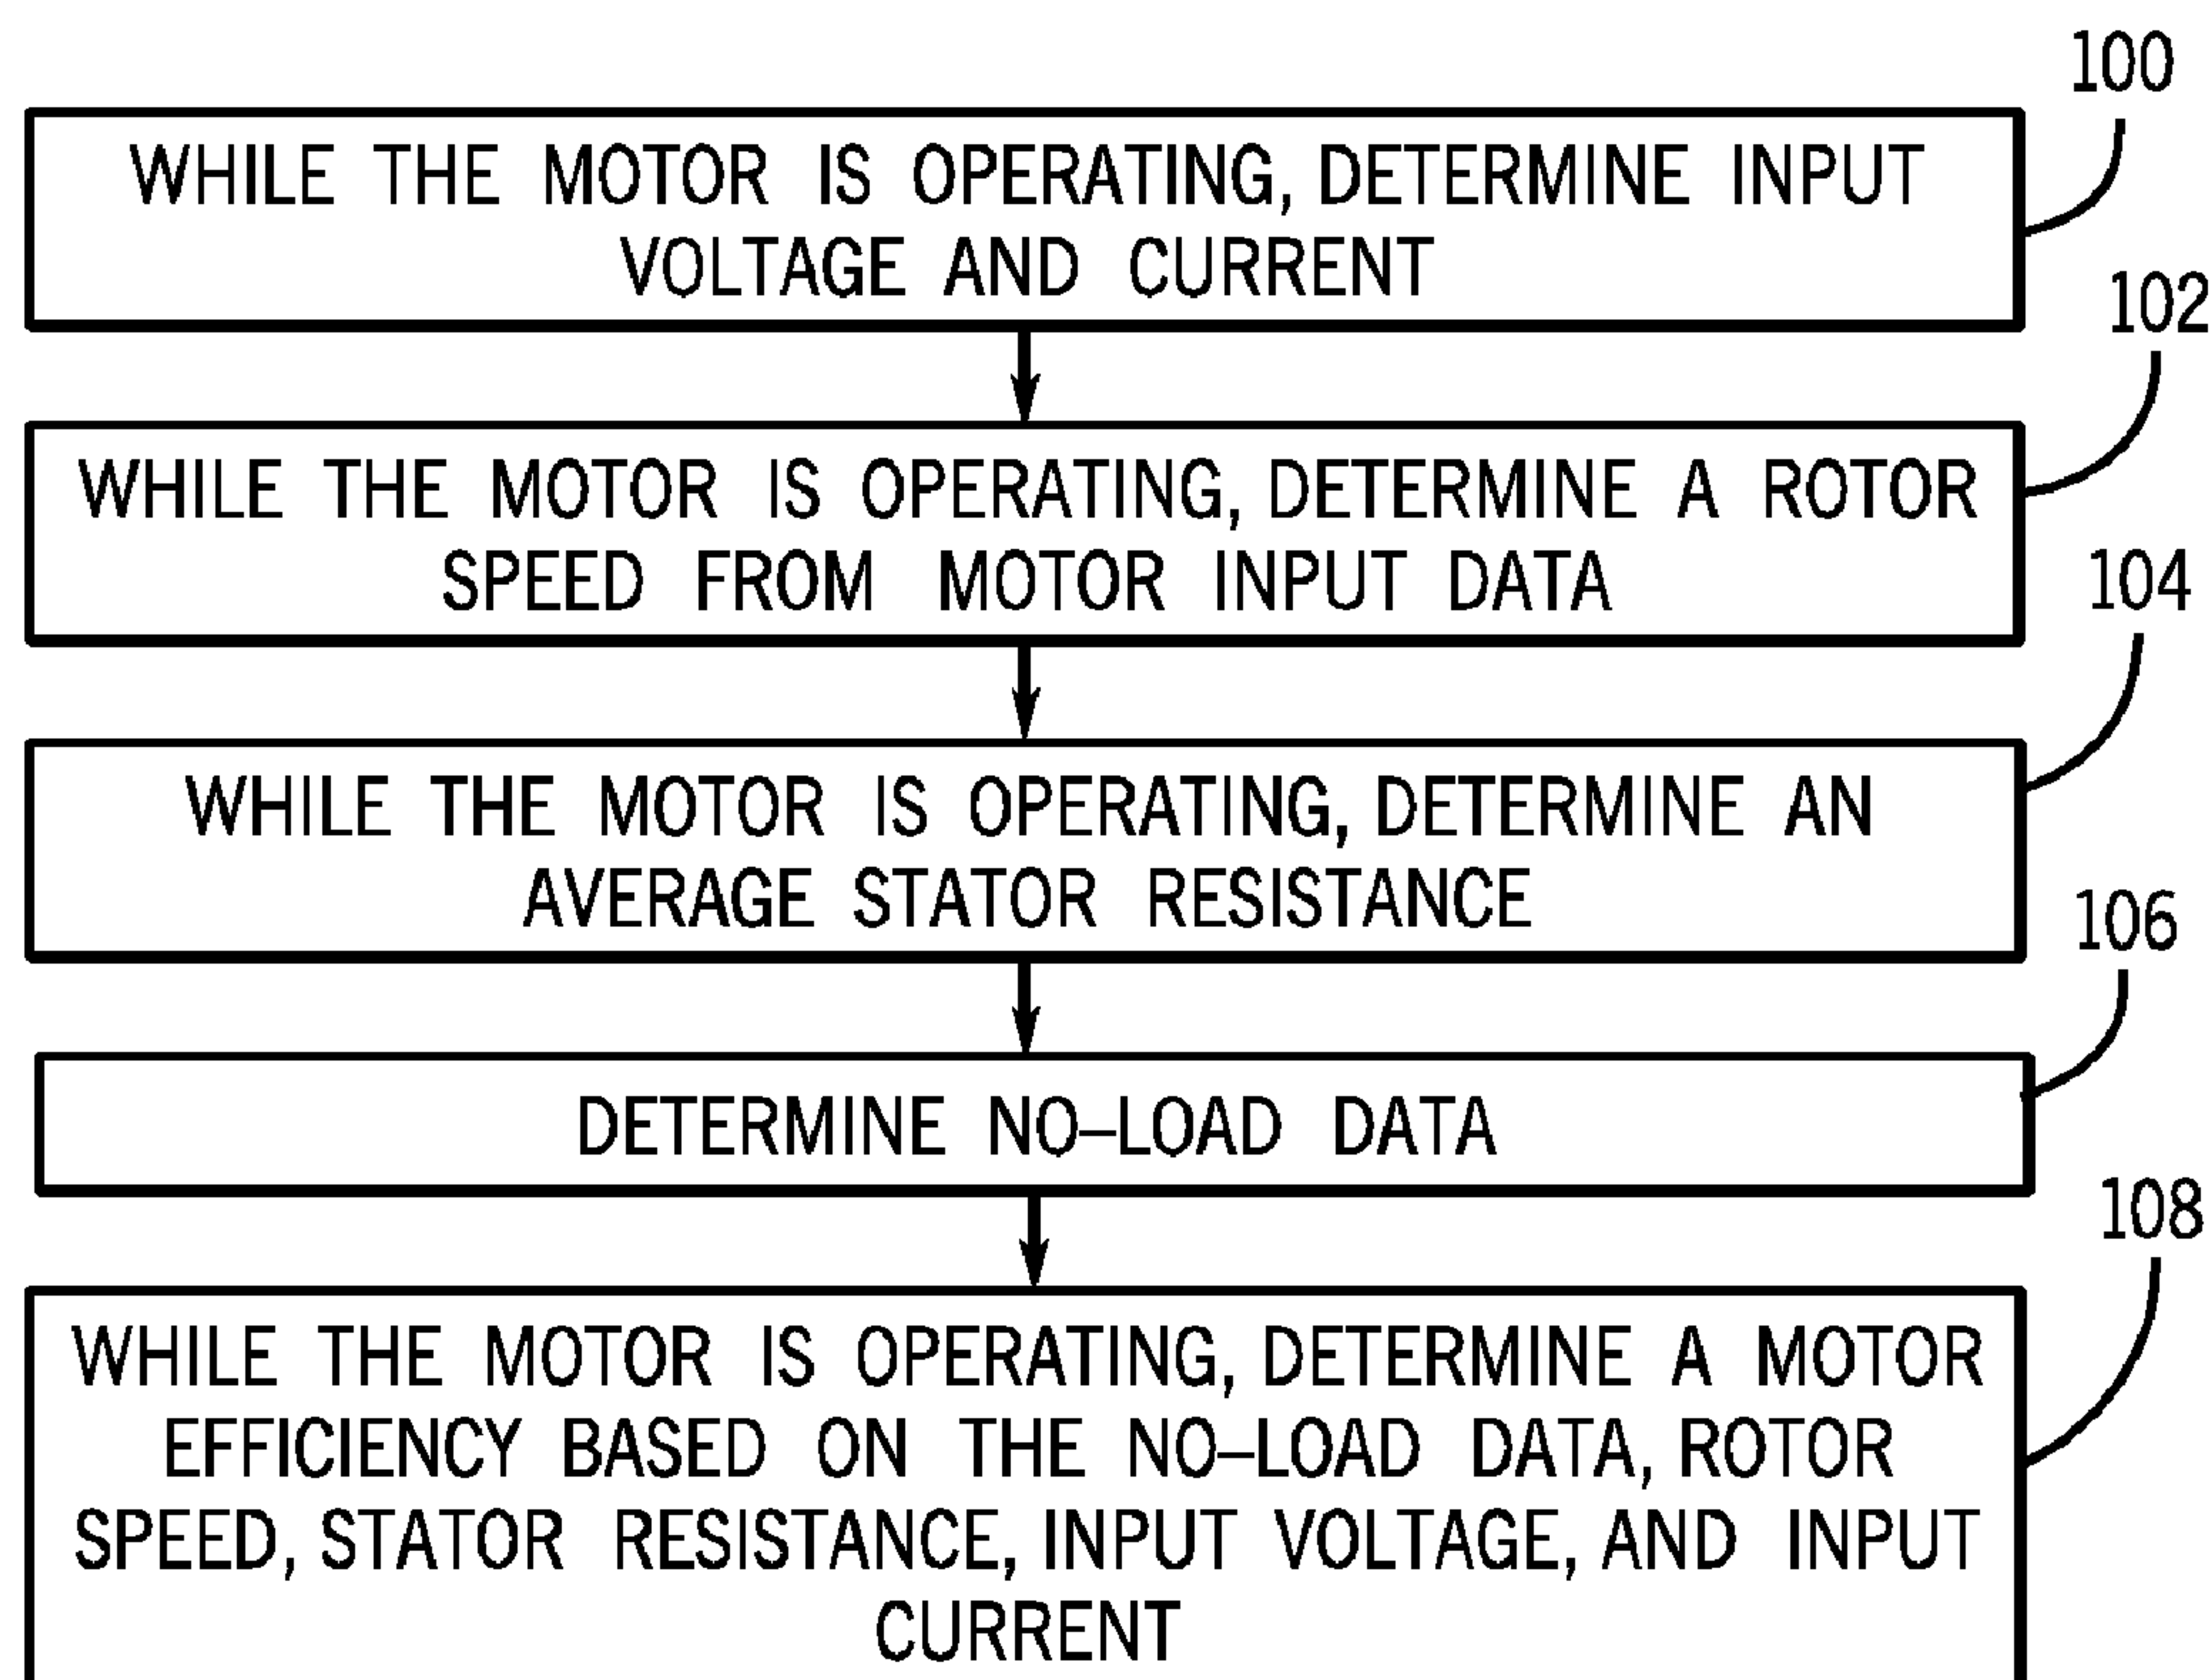 100
WHILE THE MOTOR IS OPERATING, DETERMINE INPUT
VOLTAGE AND CURRENT
102
WHILE THE MOTOR IS OPERATING, DETERMINE A ROTOR
SPEED FROM MOTOR INPUT DATA
104
WHILE THE MOTOR IS OPERATING, DETERMINE AN
AVERAGE STATOR RESISTANCE
106
DETERMINE NO–LOAD DATA
108
WHILE THE MOTOR IS OPERATING, DETERMINE A MOTOR
EFFICIENCY BASED ON THE NO–LOAD DATA, ROTOR
SPEED, STATOR RESISTANCE, INPUT VOLTAGE, AND INPUT
CURRENT